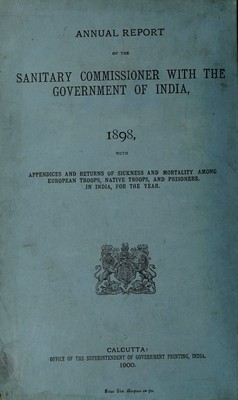 ANNUAL REPORT
OF THE
SANITARY COMMISSIONER WITH THE
GOVERNMENT OF INDIA,
1898,
WITH
APPENDICES AND RETURNS OF SICKNESS AND MORTALITY AMONG
EUROPEAN TROOPS, NATIVE TROOPS, AND PRISONERS,
IN INDIA, FOR THE YEAR.
CALCUTTA:
OFFICE OF THE SUPERINTENDENT OF GOVERNMENT PRINTING, INDIA.
1900.